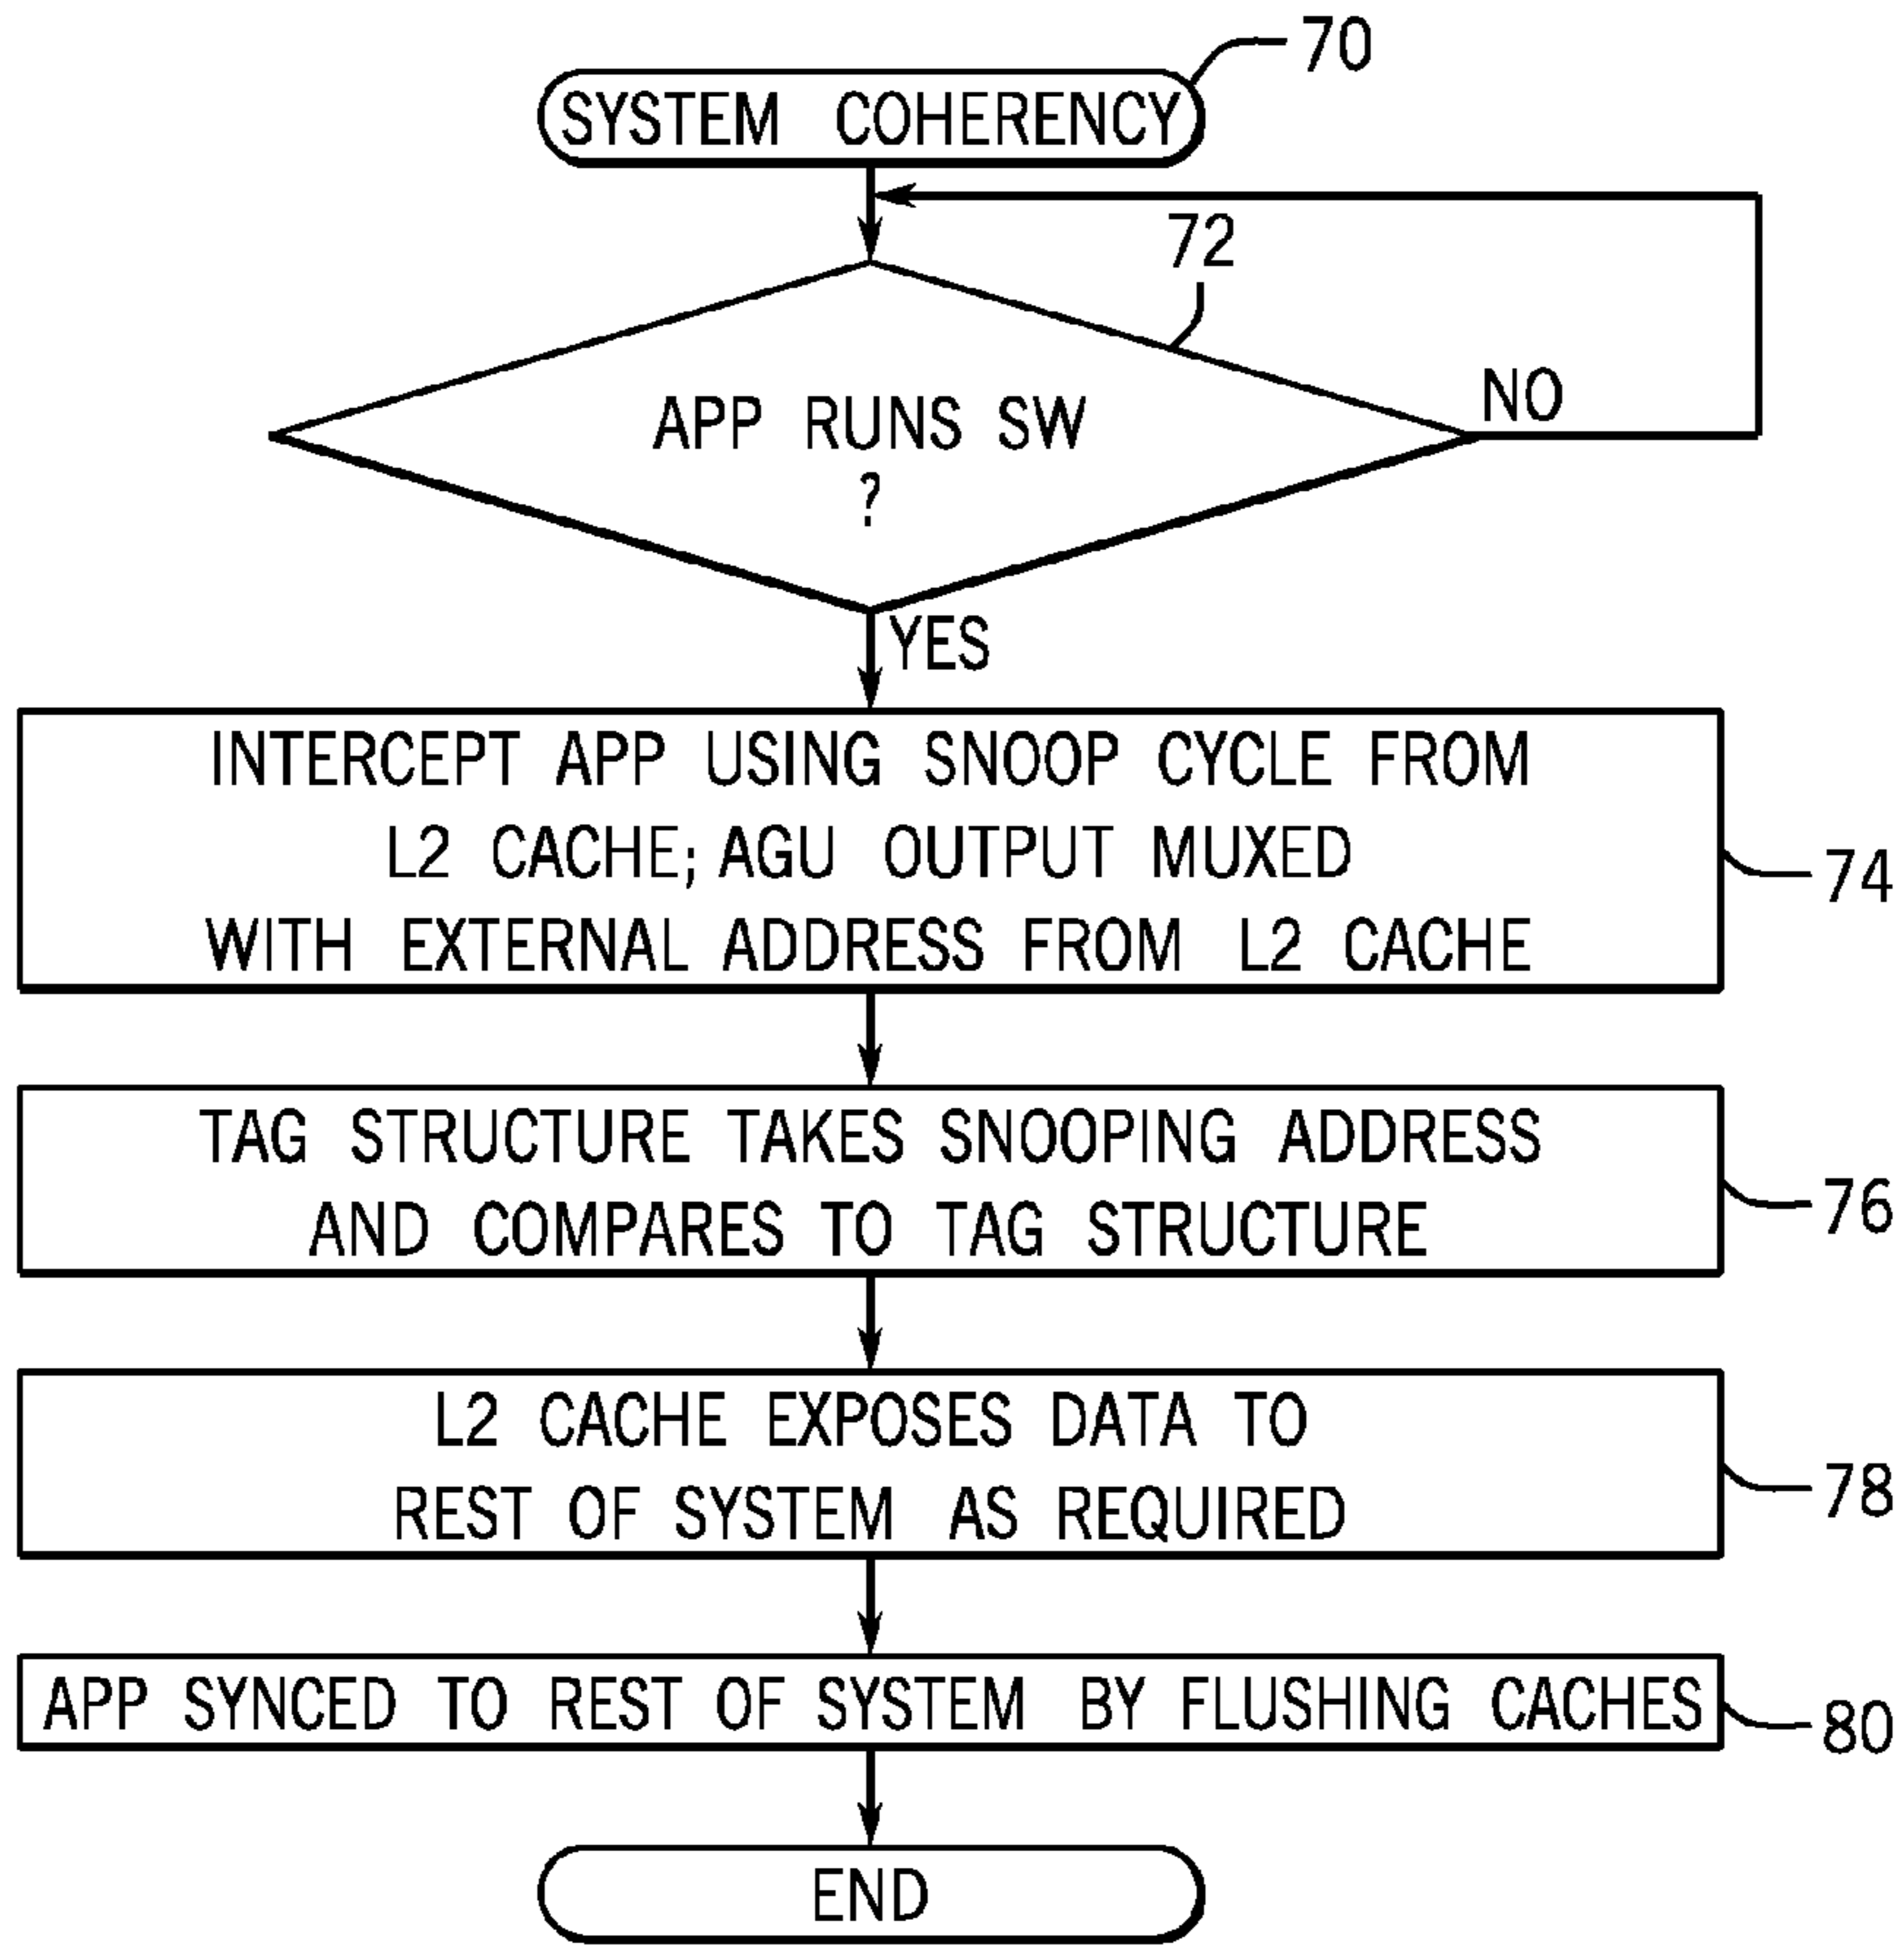 70
SYSTEM COHERENCY
72
APP RUNS SW
?
NO
YES
INTERCEPT APP USING SNOOP CYCLE FROM
L2 CACHE; AGU OUTPUT MUXED
WITH EXTERNAL ADDRESS FROM L2 CACHE
74
TAG STRUCTURE TAKES SNOOPING ADDRESS
AND COMPARES TO TAG STRUCTURE
76
L2 CACHE EXPOSES DATA TO
REST OF SYSTEM AS REQUIRED
78
APP SYNCED TO REST OF SYSTEM BY FLUSHING CACHES
80
END